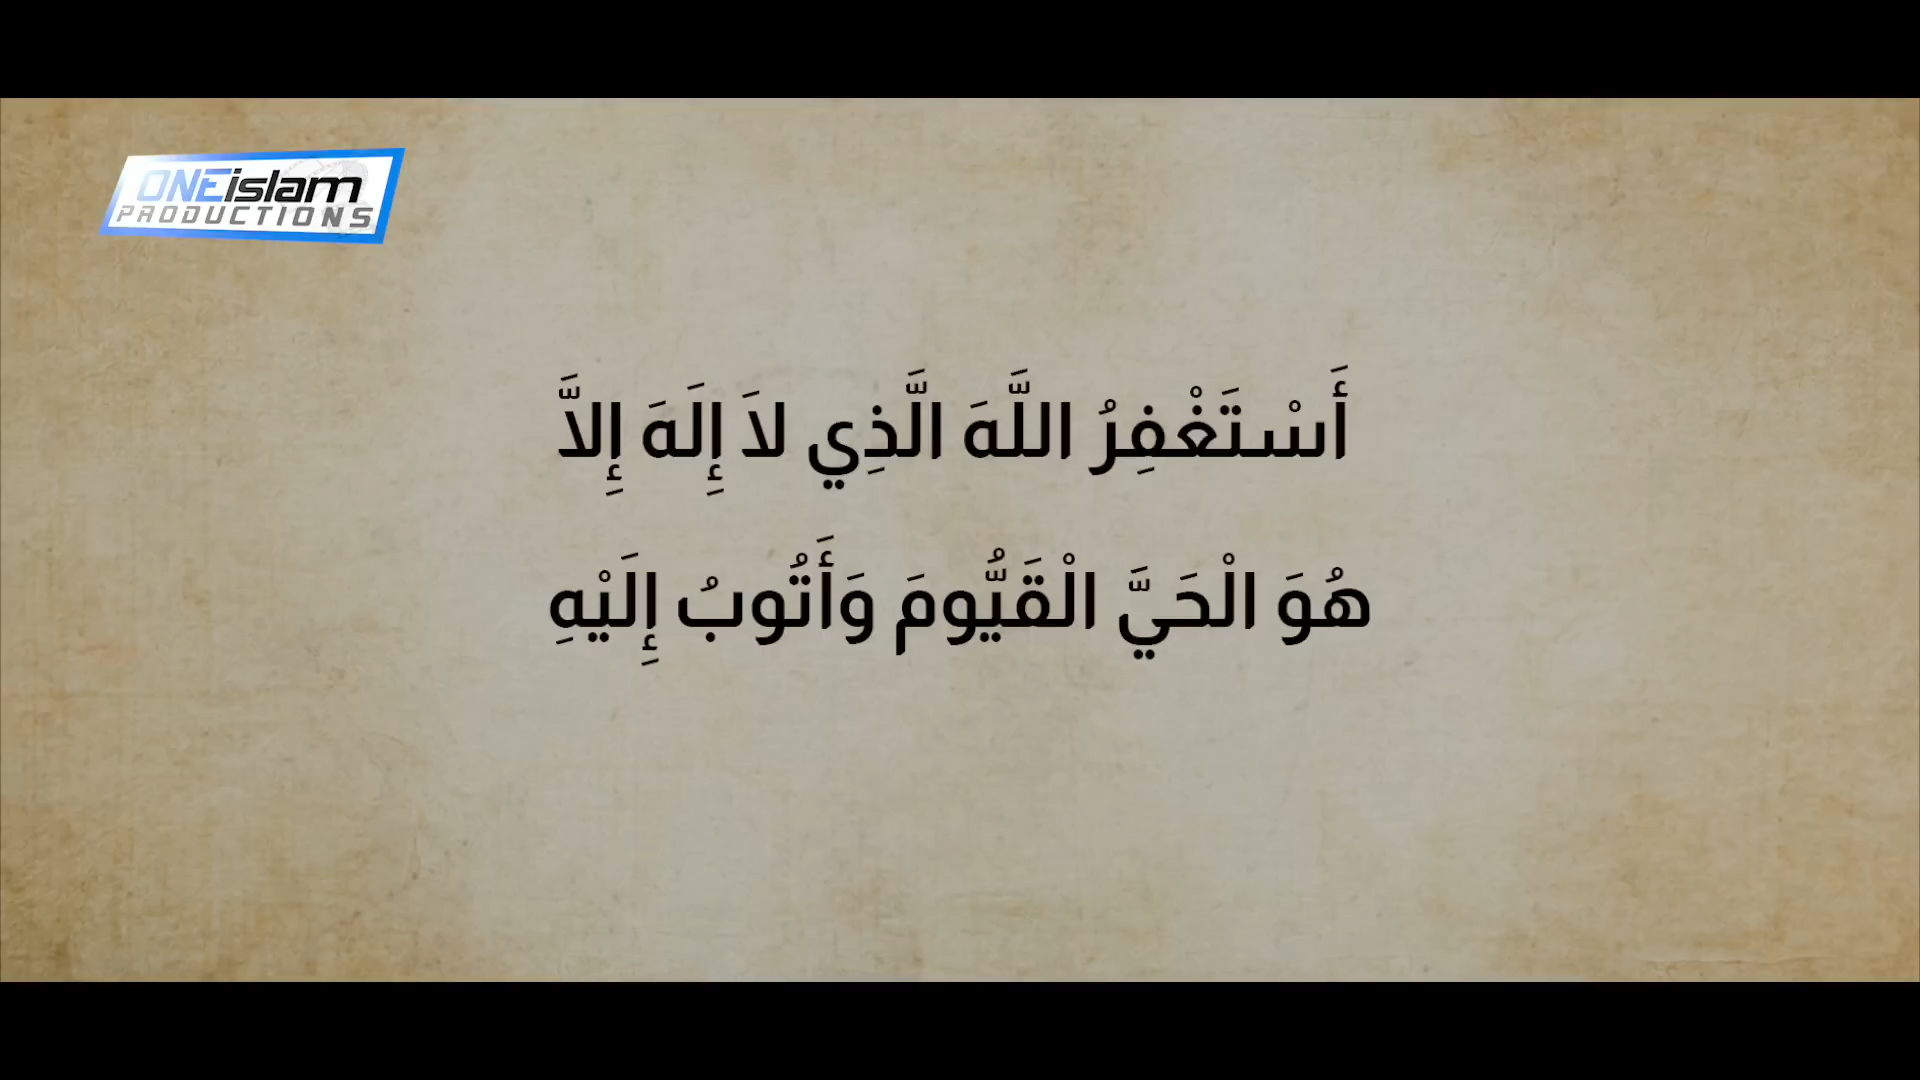 ONEislam
PRODUCTIONS
أَسْتَغْفِرُ اللَّهَ الَّذِي لاَ إِلَهَ إِلاَّ
هُوَ الْحَيَّ الْقَيُّومَ وَأَتُوبُ إِلَيْهِ